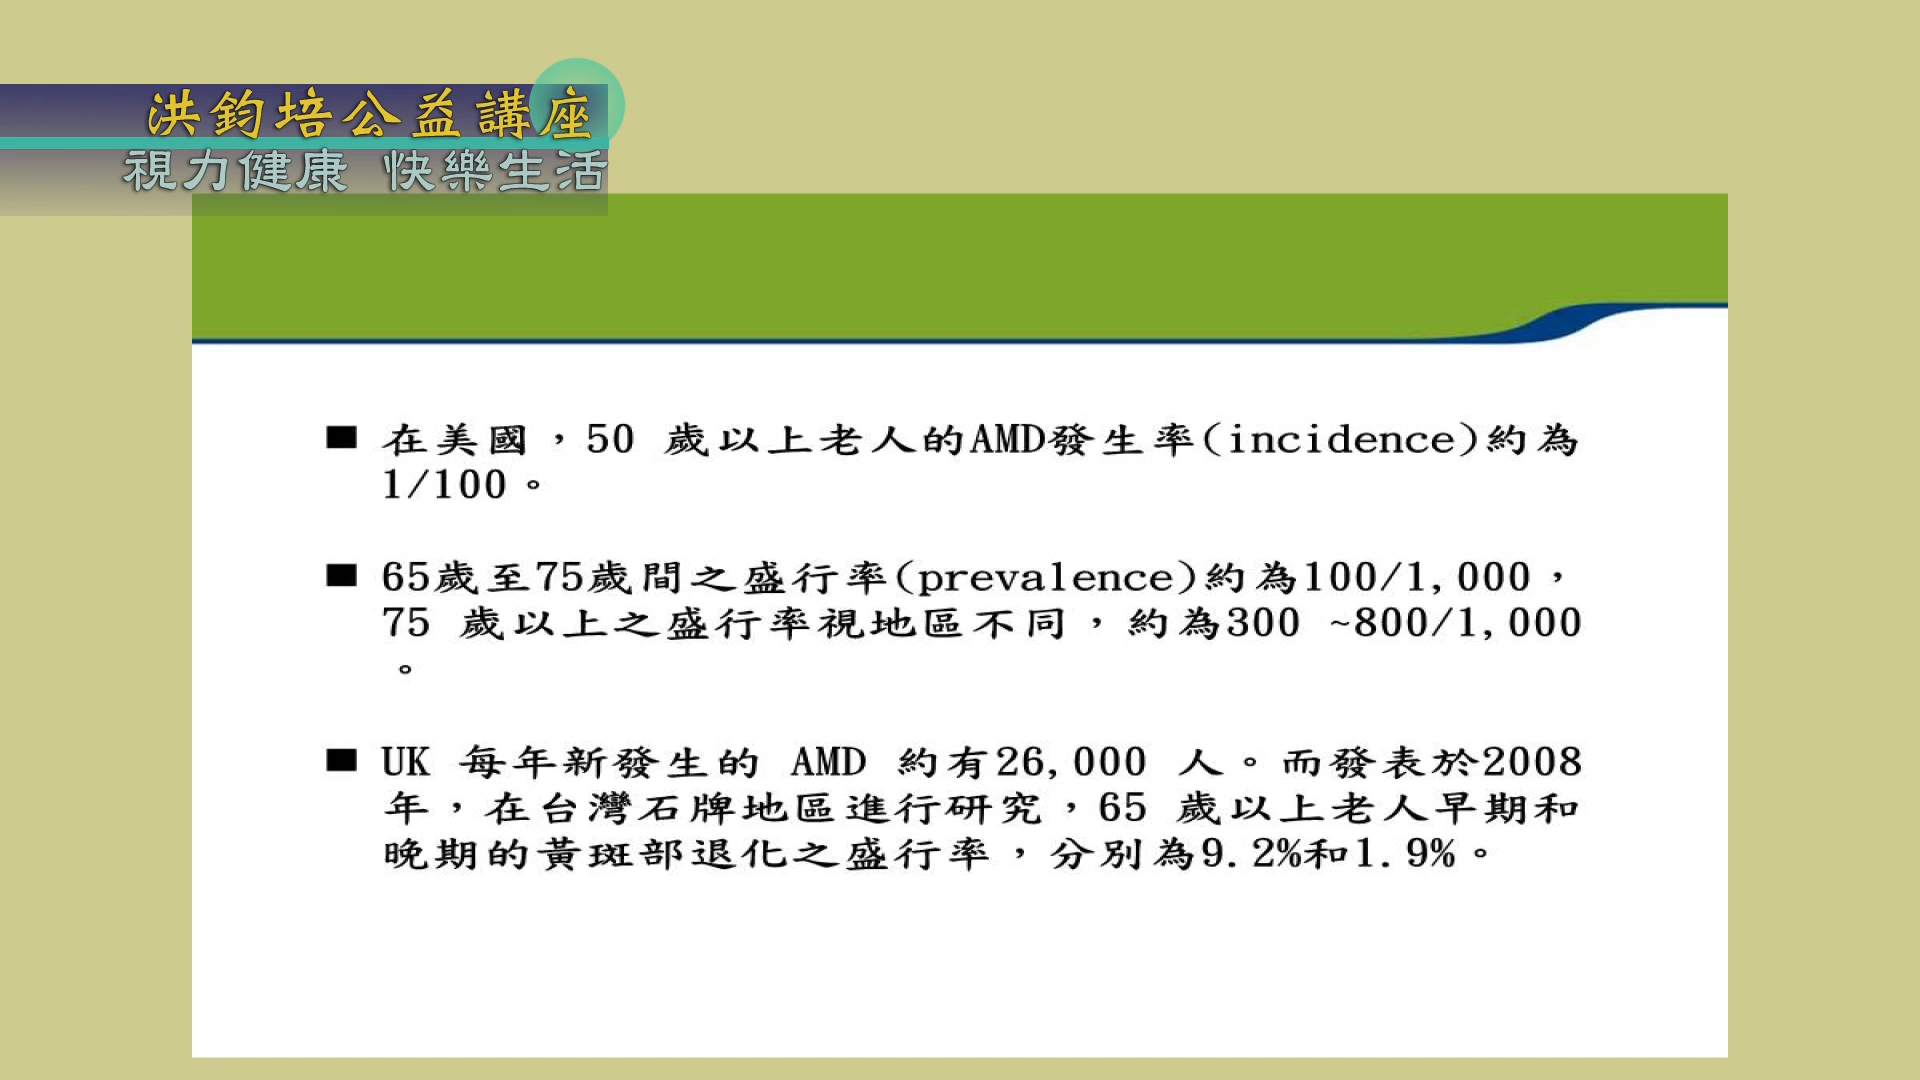 洪鈞培公益講座
視力健康 快樂生活
■ 在美國，50 歲以上老人的AMD發生率(incidence)約為
1/100。
■ 65歲至75歲間之盛行率(prevalence)約為100/1,000，
75 歲以上之盛行率視地區不同，約為300 ~800/1,000
。
■ UK 每年新發生的 AMD 約有26,000 人。而發表於2008
年，在台灣石牌地區進行研究，65 歲以上老人早期和
晚期的黃斑部退化之盛行率，分別為9.2%和1.9%。